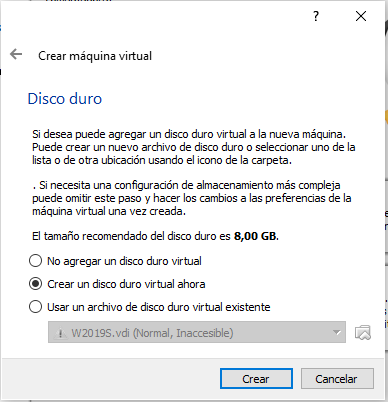 Crear máquina virtual
Disco duro
Si desea puede agregar un disco duro virtual a la nueva máquina.
Puede crear un nuevo archivo de disco duro o seleccionar uno de la
lista o de otra ubicación usando el icono de la carpeta.
. Si necesita una configuración de almacenamiento más compleja
puede omitir este paso y hacer los cambios a las preferencias de la
máquina virtual una vez creada.
El tamaño recomendado del disco duro es 8,00 GB.
No agregar un disco duro virtual
Crear un disco duro virtual ahora
Usar un archivo de disco duro virtual existente
W2019S.vdi (Normal, Inaccesible)
Crear
Cancelar